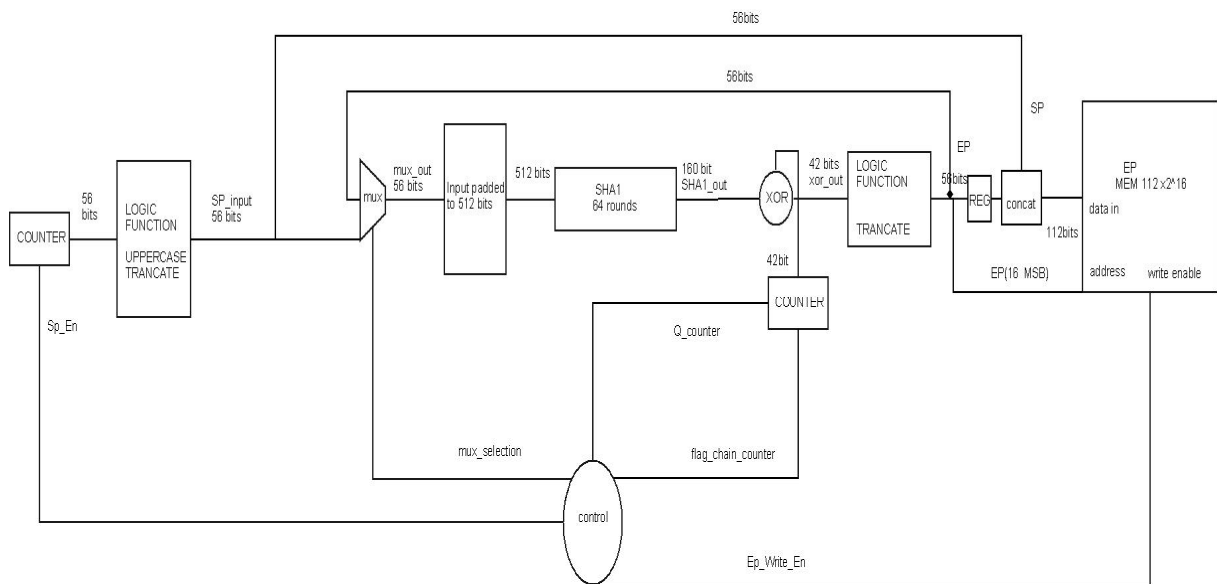 56bits
56bits
SP
EP
MEM 112 x2^16
data in
address
write enable
EP
mux_out
56 bits
mux
Input padded
to 512 bits
512 bits
SHA1
64 rounds
160 bit
SHA1_out
XOR
42 bits
xor_out
LOGIC
FUNCTION
TRANCATE
56bits
REG
concat
112bits
EP(16 MSB)
56
bits
COUNTER
LOGIC
FUNCTION
UPPERCASE
TRANCATE
SP_input
56 bits
42bit
COUNTER
Sp_En
Q_counter
mux_selection
flag_chain_counter
control
Ep_Write_En